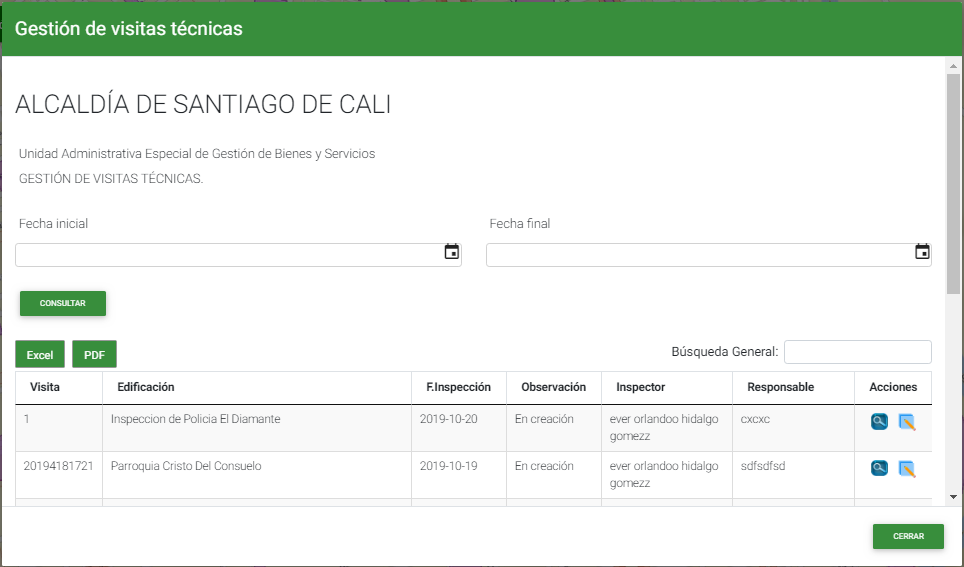 Gestión de visitas técnicas
ALCALDÍA DE SANTIAGO DE CALI
Unidad Administrativa Especial de Gestión de Bienes y Servicios
GESTIÓN DE VISITAS TÉCNICAS.
Fecha inicial Fecha final
CONSULTAR
Excel PDF Búsqueda General:
Visita Edificación F.Inspección Observación Inspector Responsable Acciones
1 Inspeccion de Policia El Diamante 2019-10-20 En creación ever orlandoo hidalgo cxcxc
gomezz
20194181721 Parroquia Cristo Del Consuelo 2019-10-19 En creación ever orlandoo hidalgo sdfsdfsd
gomezz
CERRAR